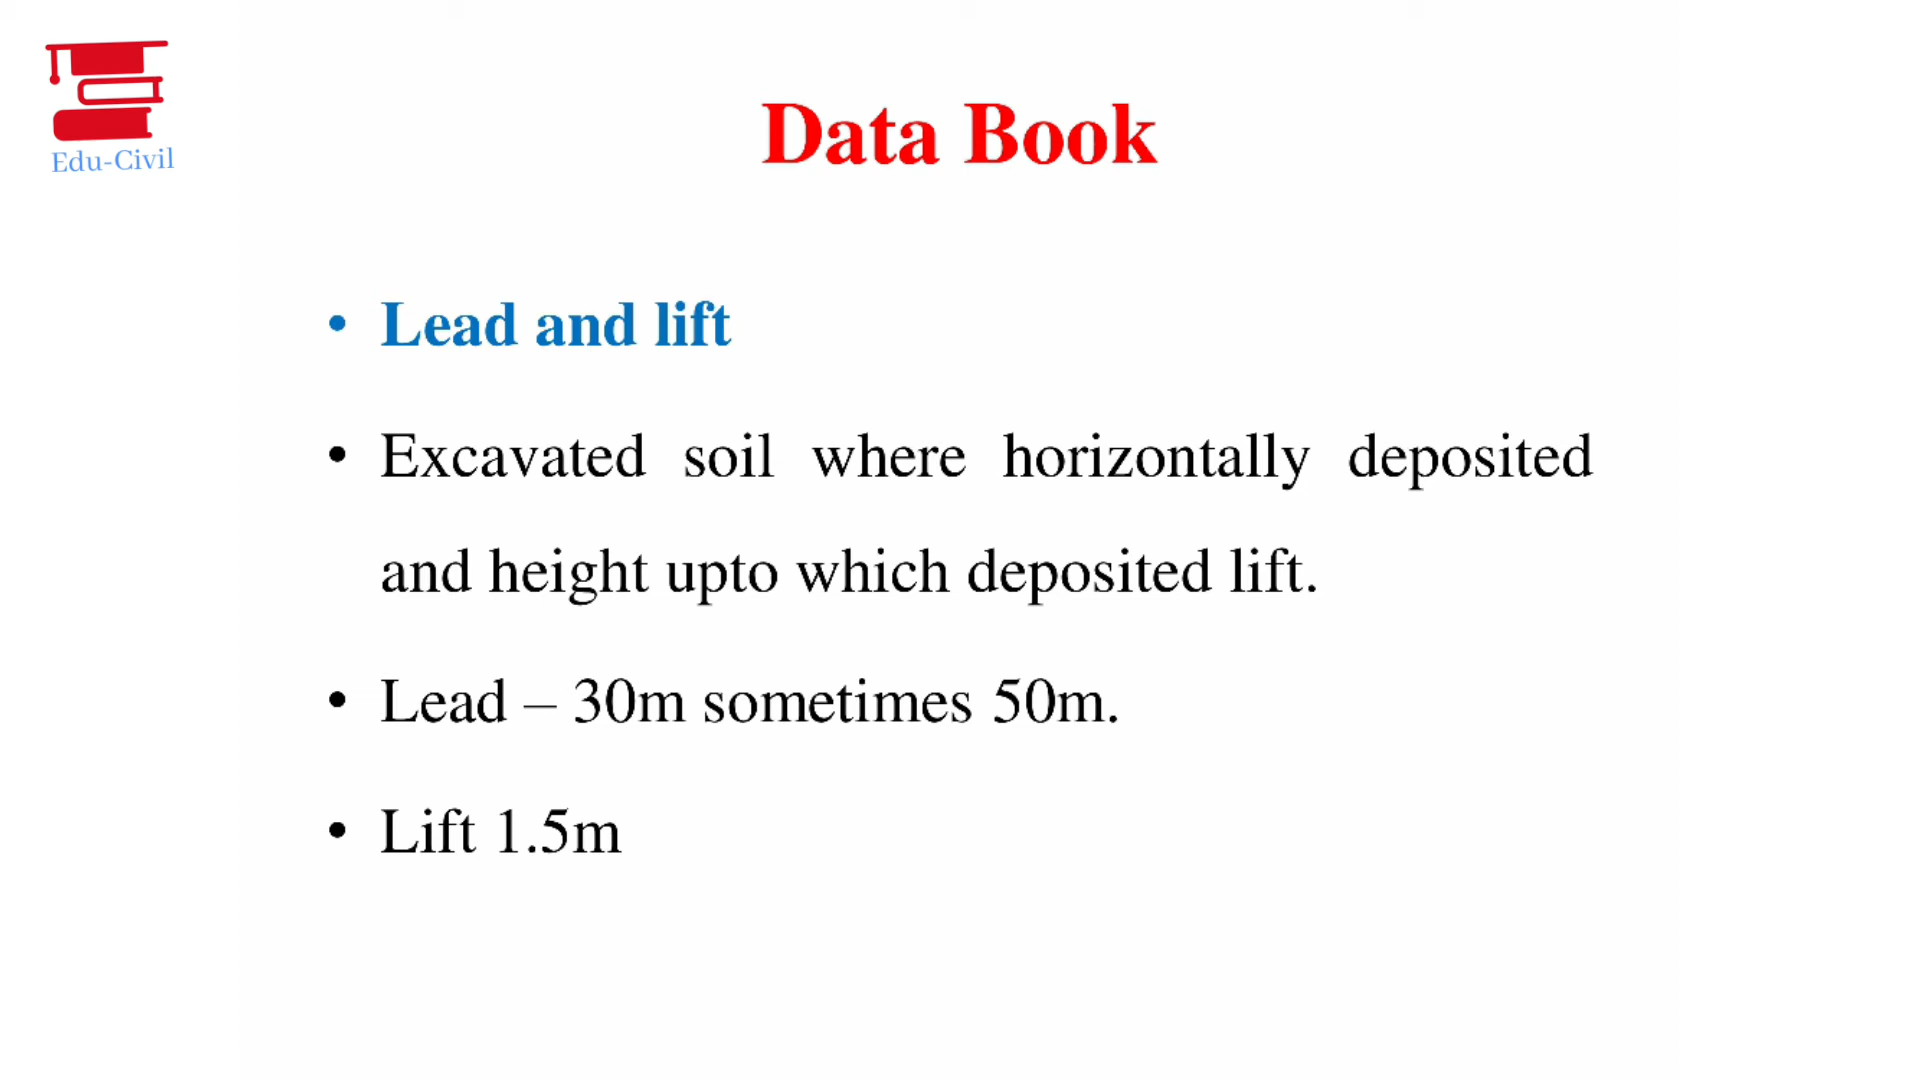 Edu-Civil
Data Book
• Lead and lift
• Excavated soil where horizontally deposited
and height upto which deposited lift.
• Lead – 30m sometimes 50m.
• Lift 1.5m